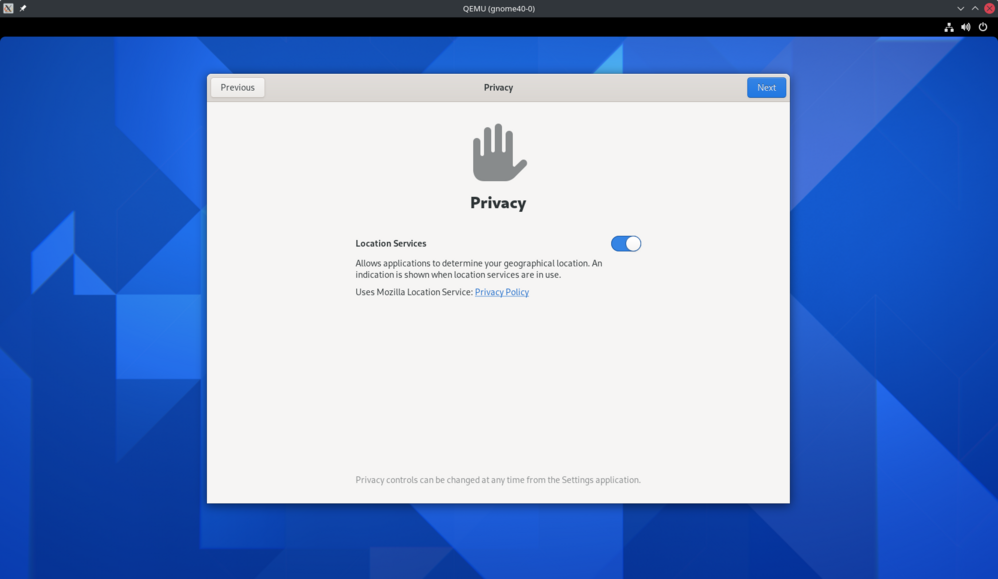 QEMU (gnome40-0)
Previous
Privacy
Next
Privacy
Location Services
Allows applications to determine your geographical location. An
indication is shown when location services are in use.
Uses Mozilla Location Service: Privacy Policy
Privacy controls can be changed at any time from the Settings application.